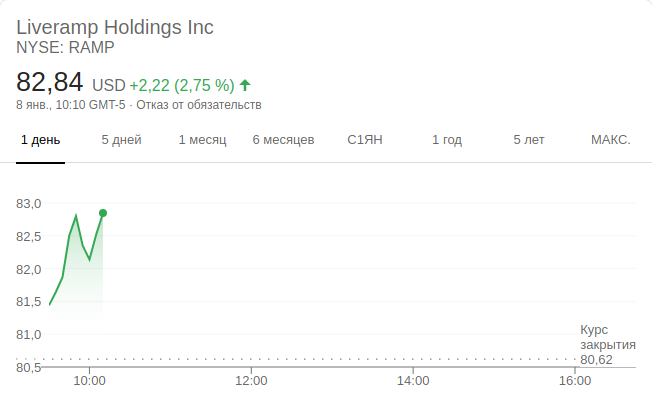 Liveramp Holdings Inc
NYSE: RAMP
82,84 USD +2,22 (2,75 %)
8 янв., 10:10 GMT-5 · Отказ от обязательств
1 день 5 дней 1 месяц 6 месяцев С1ЯН 1 год 5 лет МАКС.
83,0
82,5
82,0
81,5
81,0
80,5
Курс
закрытия
80,62
10:00 12:00 14:00 16:00